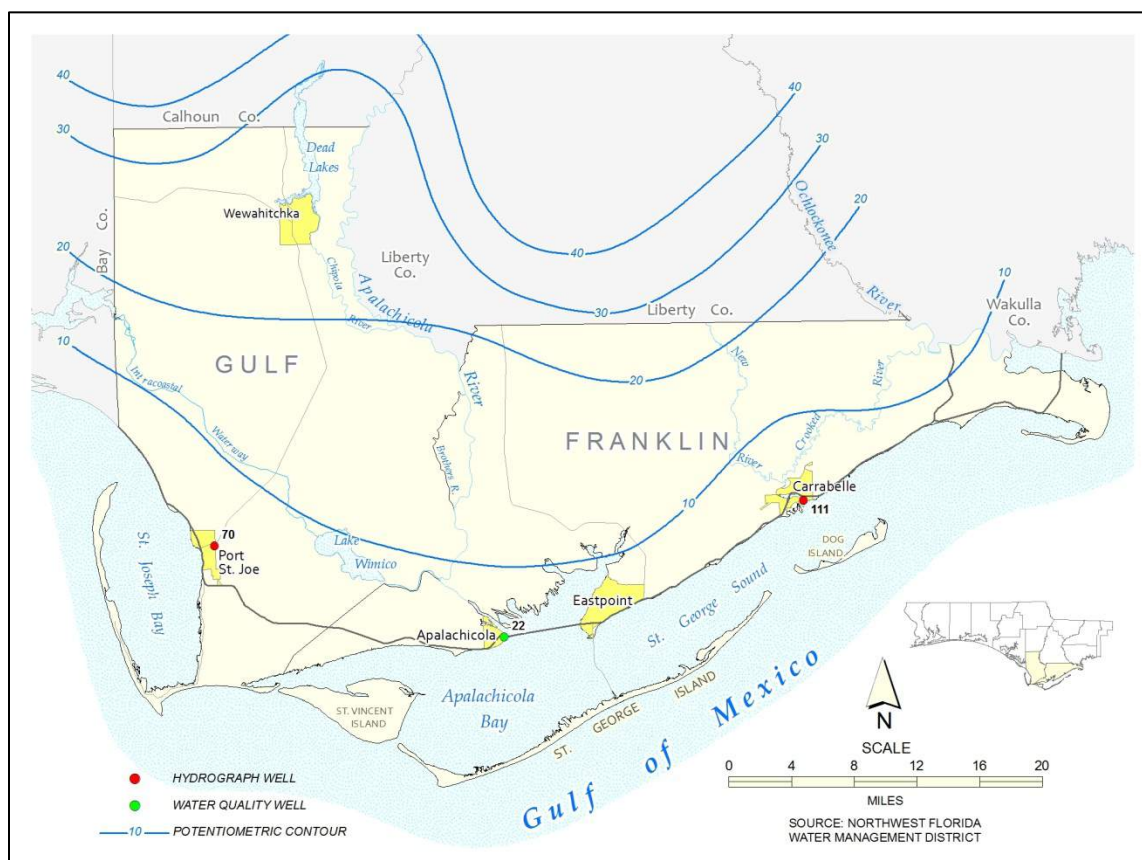 40
Calhoun Co.
40
30
30
Dead
Lakes
Ochlockonee
River
Wewahitchka
20
Bay Co.
Liberty
Co.
40
20
Chipola
River
Apalachicola
River
30
Liberty Co.
10
Wakulla
Co.
10
GULF
Intracoastal
Waterway
20
New
River
Crooked
River
FRANKLIN
Brothers R.
10
Carrabelle
111
70
Port
St. Joe
Lake
Wimico
DOG
ISLAND
St. Joseph Bay
Eastpoint
St. George Sound
22
Apalachicola
ST. VINCENT
ISLAND
Apalachicola
Bay
ST. GEORGE ISLAND
Gulf of Mexico
N
SCALE
0 4 8 12 16 20
MILES
SOURCE: NORTHWEST FLORIDA
WATER MANAGEMENT DISTRICT
HYDROGRAPH WELL
WATER QUALITY WELL
10 POTENTIOMETRIC CONTOUR